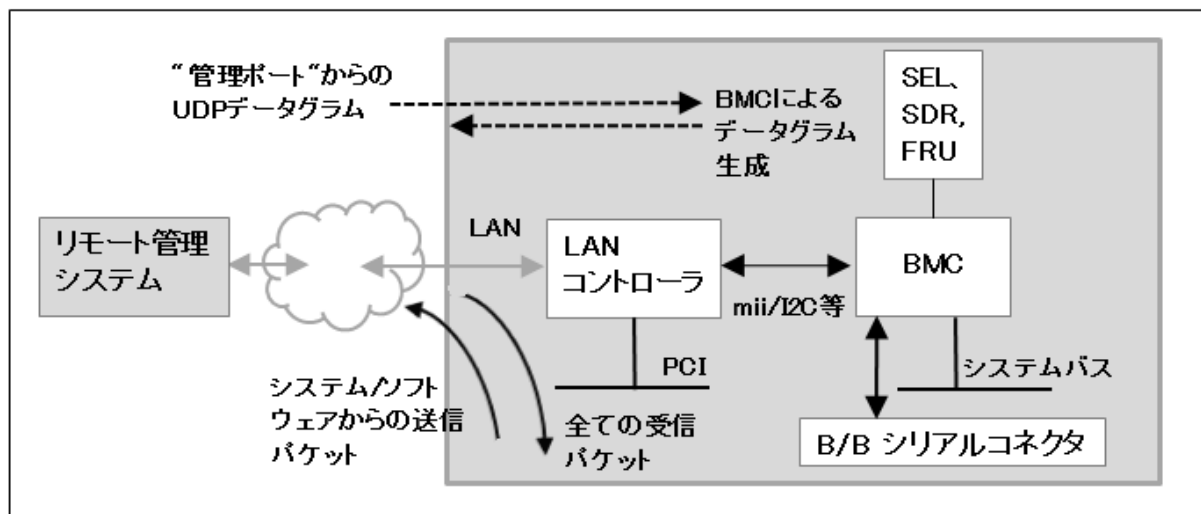 “管理ポート“からの
UDPデータグラム
BMCによる
データグラム
生成
SEL、
SDR,
FRU
リモート管理
システム
LAN
LAN
コントローラ
mii/I2C等
BMC
PCI
システムバス
システム/ソフト
ウェアからの送信
パケット
全ての受信
パケット
B/B シリアルコネクタ